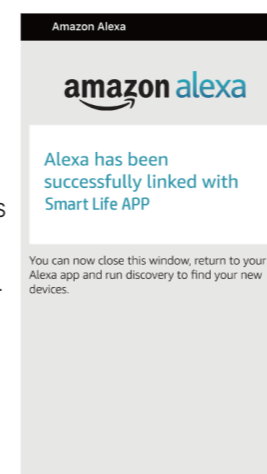 Amazon Alexa
amazon alexa
Alexa has been
successfully linked with
Smart Life APP
s
You can now close this window, return to your
Alexa app and run discovery to find your new
devices.
.